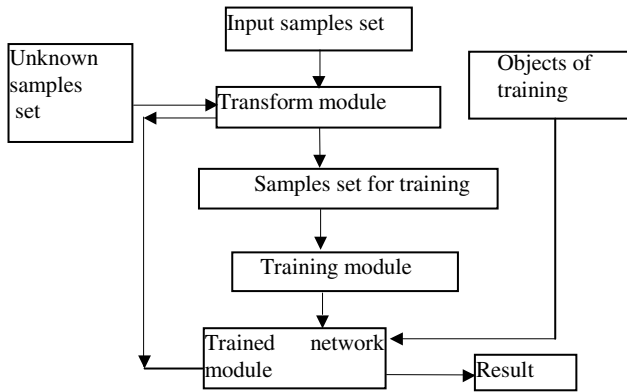 Input samples set
Unknown
samples
set
Objects of
training
Transform module
Samples set for training
Training module
Trained network
module
Result